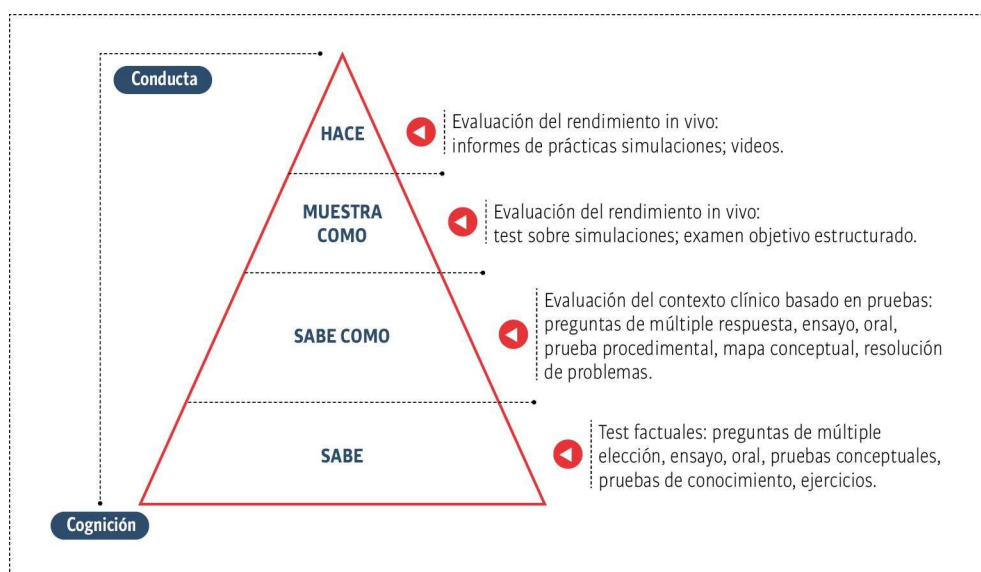 Conducta
HACE
Evaluación del rendimiento in vivo:
informes de prácticas simulaciones; videos.
MUESTRA
COMO
Evaluación del rendimiento in vivo:
test sobre simulaciones; examen objetivo estructurado.
SABE COMO
Evaluación del contexto clínico basado en pruebas:
preguntas de múltiple respuesta, ensayo, oral,
prueba procedimental, mapa conceptual, resolución
de problemas.
SABE
Test factuales: preguntas de múltiple
elección, ensayo, oral, pruebas conceptuales,
pruebas de conocimiento, ejercicios.
Cognición